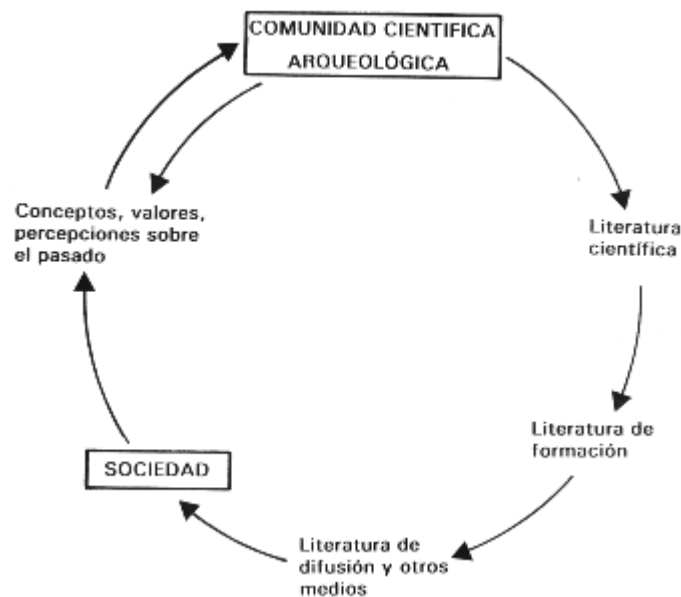 COMUNIDAD CIENTIFICA
ARQUEOLÓGICA
Literatura
científica
Literatura de
formación
Literatura de
difusión y otros
medios
SOCIEDAD
Conceptos, valores,
percepciones sobre
el pasado